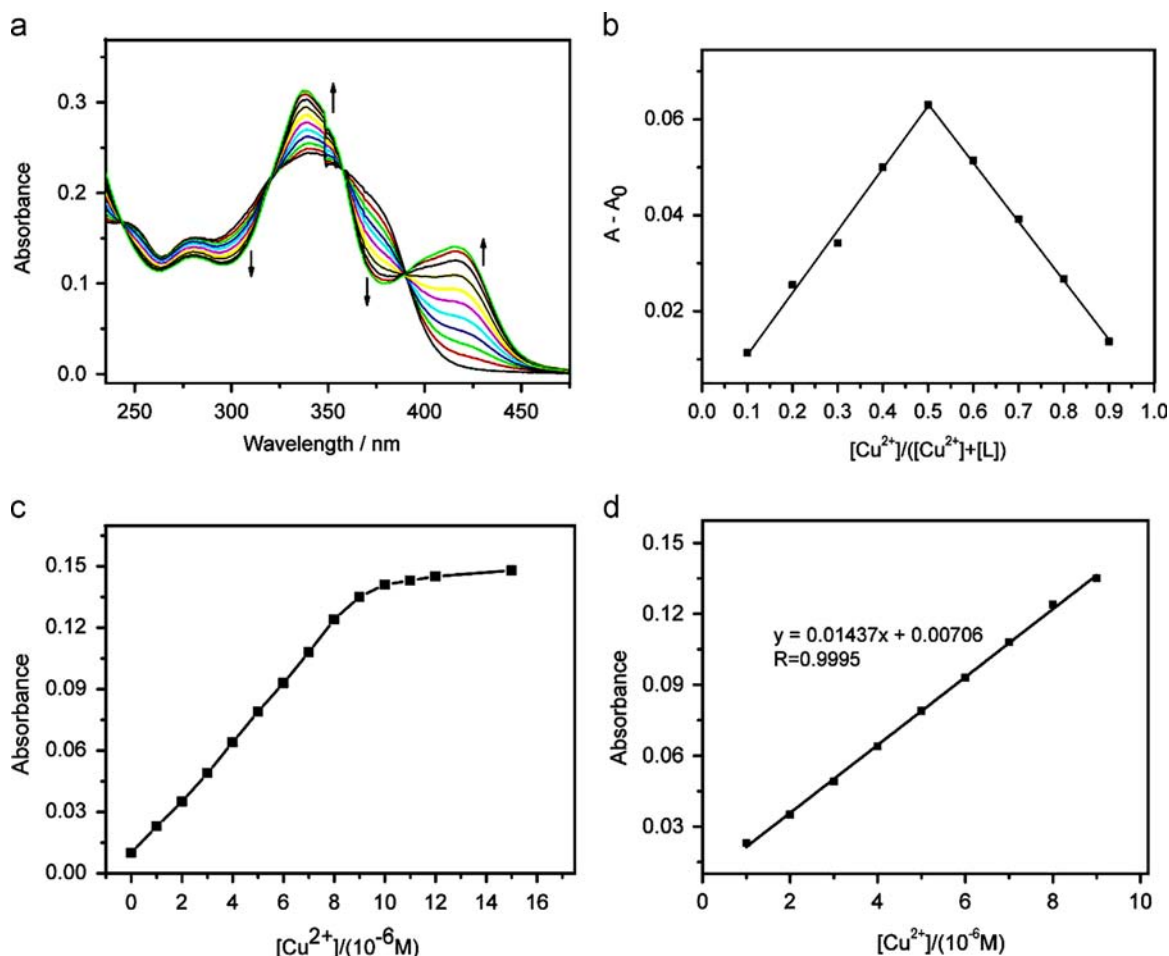 a
0.3
0.2
0.1
0.0
Absorbance
250 300 350 400 450
Wavelength / nm
b
0.06
0.04
0.02
A - A₀
0.0 0.1 0.2 0.3 0.4 0.5 0.6 0.7 0.8 0.9 1.0
[Cu²⁺]/([Cu²⁺]+[L])
c
0.15
0.12
0.09
0.06
0.03
0.00
Absorbance
0 2 4 6 8 10 12 14 16
[Cu²⁺]/(10⁻⁶M)
d
0.15
0.12
0.09
0.06
0.03
Absorbance
y = 0.01437x + 0.00706
R=0.9995
0 2 4 6 8 10
[Cu²⁺]/(10⁻⁶M)